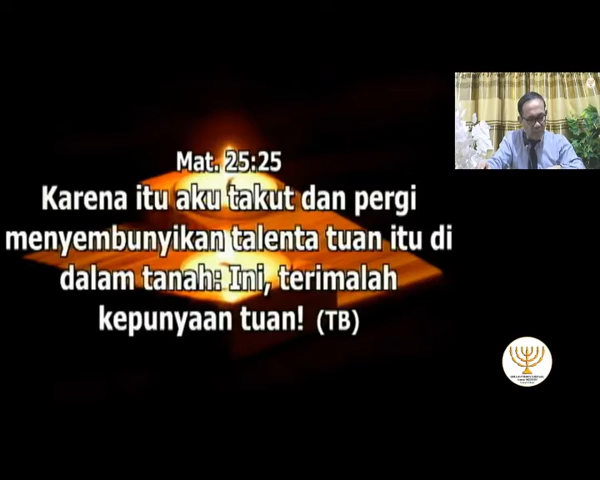 Mat. 25:25
Karena itu aku takut dan pergi
menyembunyikan talenta tuan itu di
dalam tanah: Ini, terimalah
kepunyaan tuan! (TB)